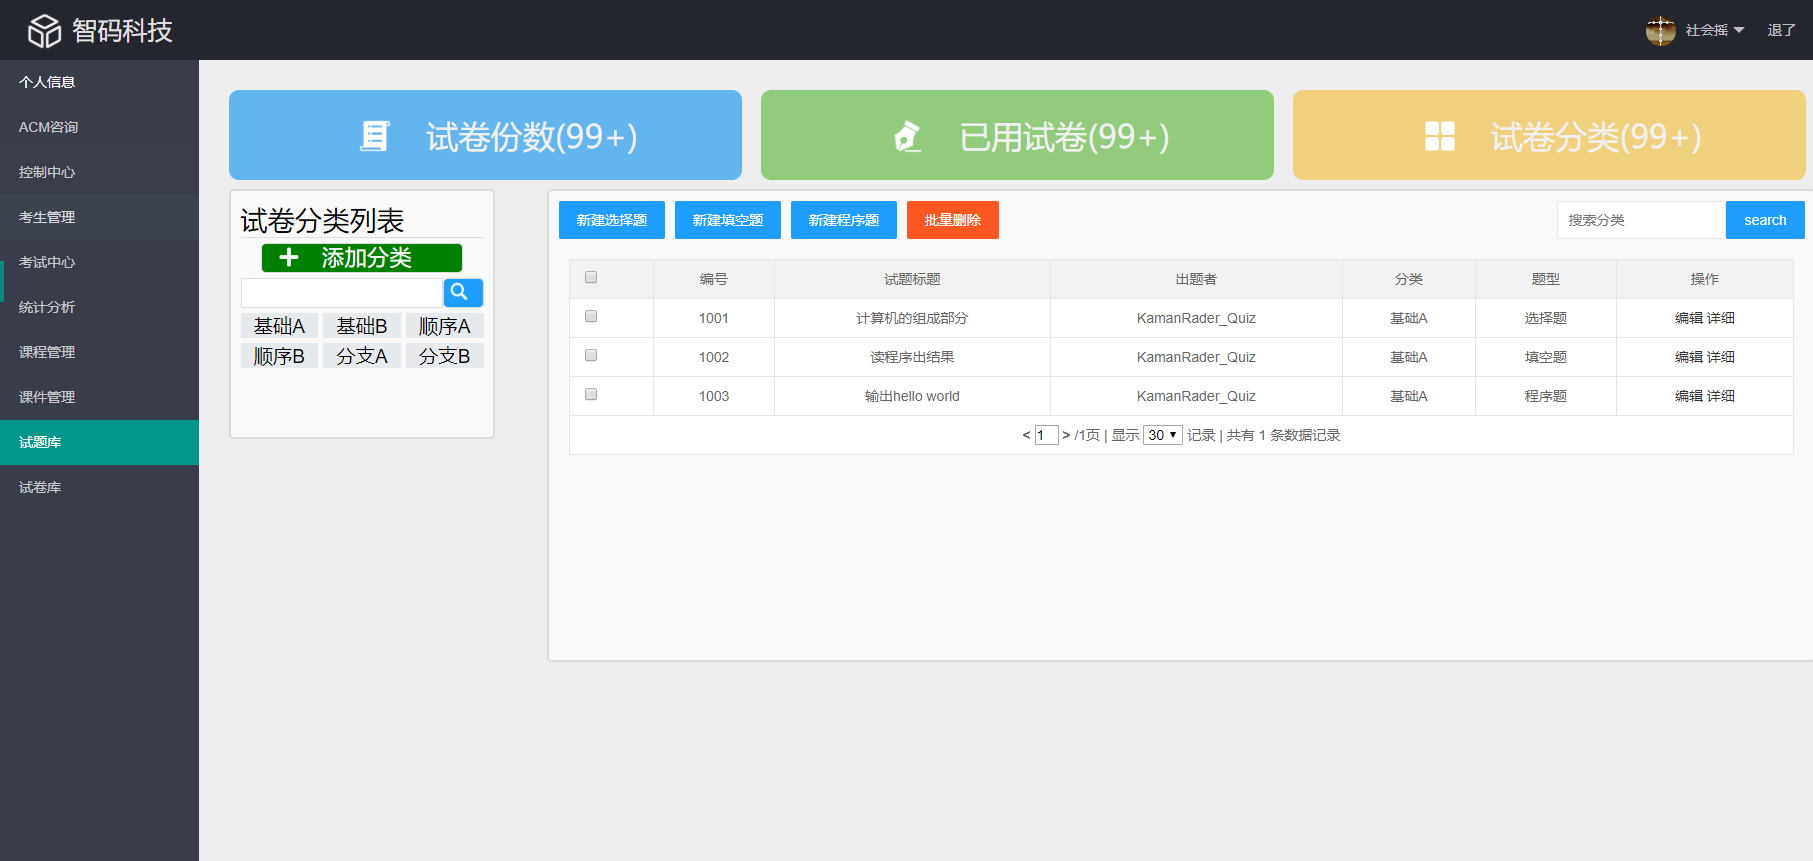 智码科技
社会摇 退了
个人信息
ACM咨询
控制中心
考生管理
考试中心
统计分析
课程管理
课件管理
试题库
试卷库
试卷份数(99+)
已用试卷(99+)
试卷分类(99+)
试卷分类列表
添加分类
基础A 基础B 顺序A
顺序B 分支A 分支B
新建选择题 新建填空题 新建程序题 批量删除 搜索分类 search
编号 试题标题 出题者 分类 题型 操作
1001 计算机的组成部分 KamanRader_Quiz 基础A 选择题 编辑 详细
1002 读程序出结果 KamanRader_Quiz 基础A 填空题 编辑 详细
1003 输出hello world KamanRader_Quiz 基础A 程序题 编辑 详细
< 1 > /1页 | 显示 30 记录 | 共有 1 条数据记录